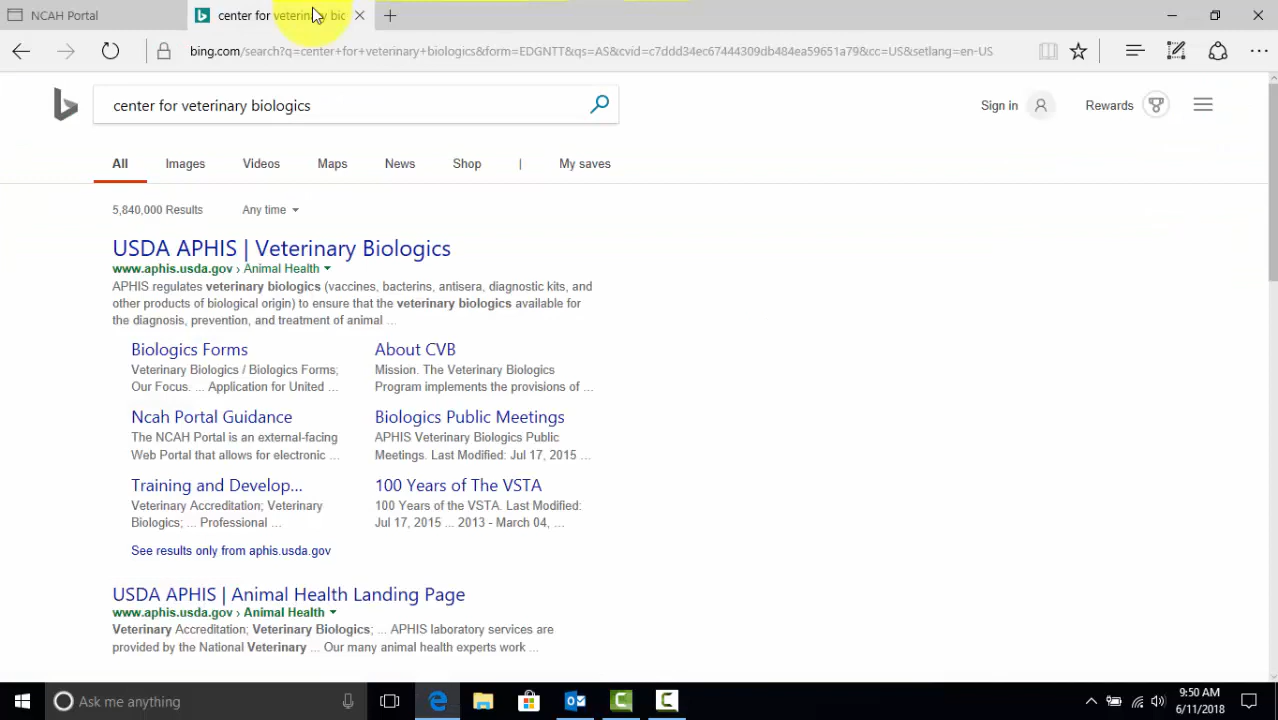 NCAH Portal
center for veterinary bic
bing.com/search?q=center+for+veterinary+biologics&form=EDGNTT&qs=AS&cvid=c7ddd34ec67444309db484ea59651a79&cc=US&setlang=en-US
center for veterinary biologics
Sign in
Rewards
All Images Videos Maps News Shop | My saves
5,840,000 Results Any time
USDA APHIS | Veterinary Biologics
www.aphis.usda.gov › Animal Health
APHIS regulates veterinary biologics (vaccines, bacterins, antisera, diagnostic kits, and
other products of biological origin) to ensure that the veterinary biologics available for
the diagnosis, prevention, and treatment of animal ...
Biologics Forms
Veterinary Biologics / Biologics Forms;
Our Focus. ... Application for United ...
About CVB
Mission. The Veterinary Biologics
Program implements the provisions of ...
Ncah Portal Guidance
The NCAH Portal is an external-facing
Web Portal that allows for electronic ...
Biologics Public Meetings
APHIS Veterinary Biologics Public
Meetings. Last Modified: Jul 17, 2015 ...
Training and Develop...
Veterinary Accreditation; Veterinary
Biologics; ... Professional ...
100 Years of The VSTA
100 Years of the VSTA. Last Modified:
Jul 17, 2015 ... 2013 - March 04, ...
See results only from aphis.usda.gov
USDA APHIS | Animal Health Landing Page
www.aphis.usda.gov › Animal Health
Veterinary Accreditation; Veterinary Biologics; ... APHIS laboratory services are
provided by the National Veterinary ... Our many animal health experts work ...
Ask me anything
9:50 AM
6/11/2018